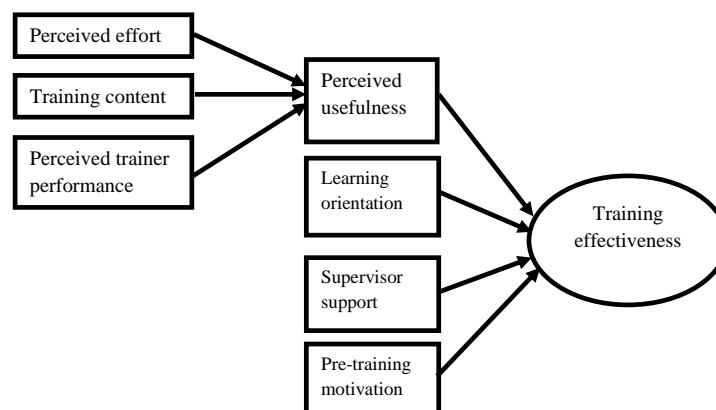 Perceived effort
Training content
Perceived trainer
performance
Perceived
usefulness
Learning
orientation
Supervisor
support
Pre-training
motivation
Training
effectiveness